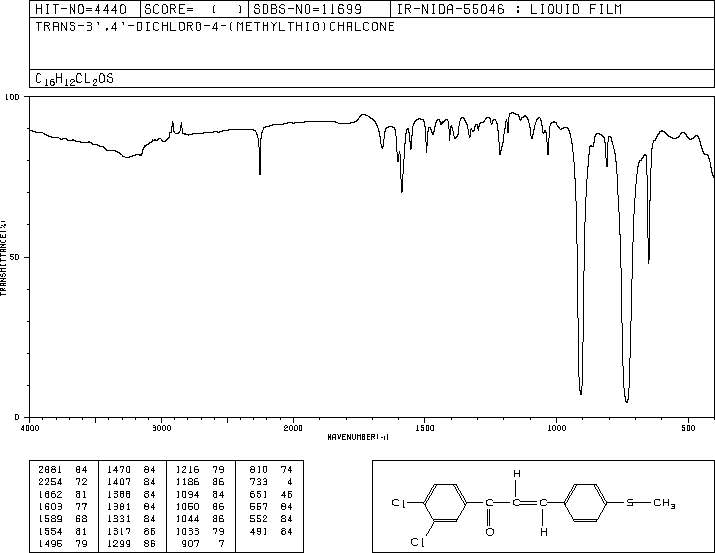 HIT-NO=4440 SCORE= ( ) SDBS-NO=11699 IR-NIDA-55046 : LIQUID FILM
TRANS-3',4'-DICHLORO-4-(METHYLTHIO)CHALCONE
C16H12CL2OS
100
50
0
TRANSMITTANCE(%)
4000 3000 2000 1500 1000 500
WAVENUMBER(-1)
2881 84 1470 84 1216 79 810 74
2254 72 1407 84 1186 86 733 4
1662 81 1388 84 1094 84 651 46
1603 77 1381 84 1060 86 557 84
1589 68 1331 84 1044 86 552 84
1554 81 1317 86 1033 79 491 84
1495 79 1299 86 907 7
H
Cl C C S CH3
C C
O H
Cl